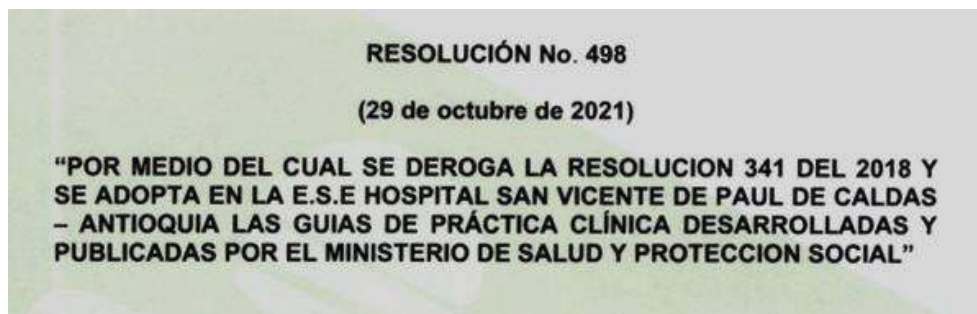 RESOLUCIÓN No. 498
(29 de octubre de 2021)
“POR MEDIO DEL CUAL SE DEROGA LA RESOLUCION 341 DEL 2018 Y
SE ADOPTA EN LA E.S.E HOSPITAL SAN VICENTE DE PAUL DE CALDAS
– ANTIOQUIA LAS GUIAS DE PRÁCTICA CLÍNICA DESARROLLADAS Y
PUBLICADAS POR EL MINISTERIO DE SALUD Y PROTECCION SOCIAL”